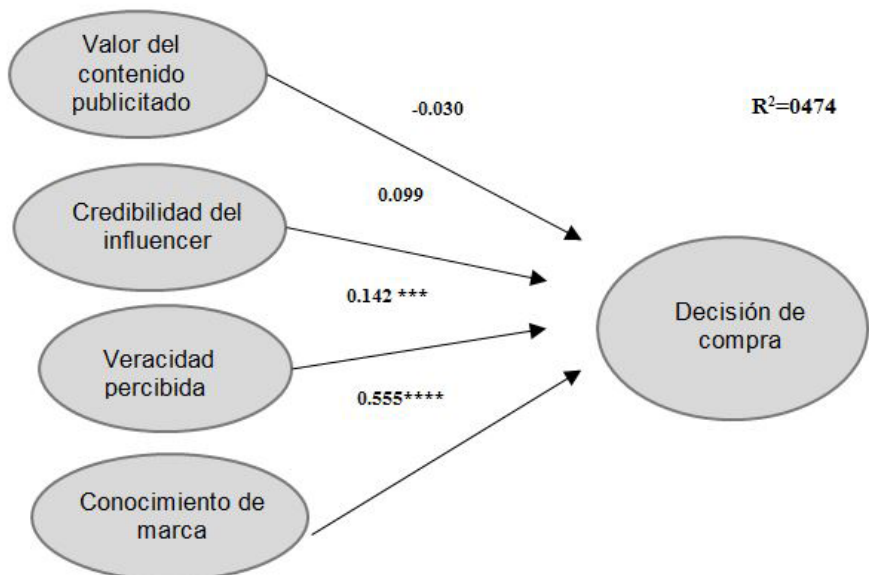 Valor del
contenido
publicitado
-0.030
R²=0474
0.099
Credibilidad del
influencer
0.142 ***
Decisión de
compra
Veracidad
percibida
0.555****
Conocimiento de
marca